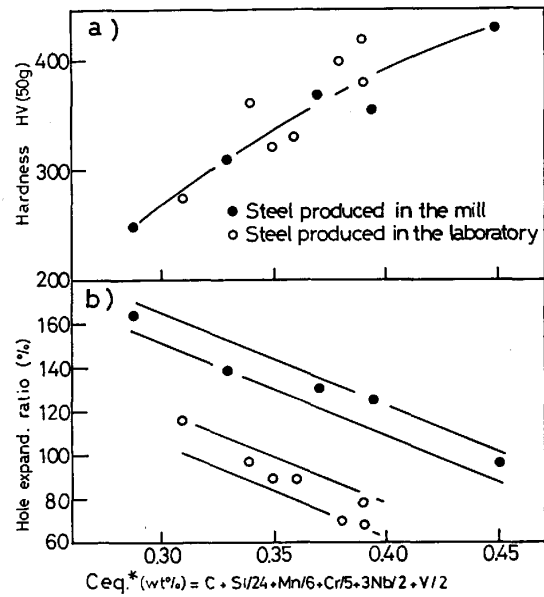 a)
Hardness HV(50g)
400
300
200
● Steel produced in the mill
○ Steel produced in the laboratory
b)
Hole expand. ratio (%)
160
140
120
100
80
60
0.30 0.35 0.40 0.45
Ceq.* (wt%) = C + Si/24 + Mn/6 + Cr/5 + 3Nb/2 + V/2